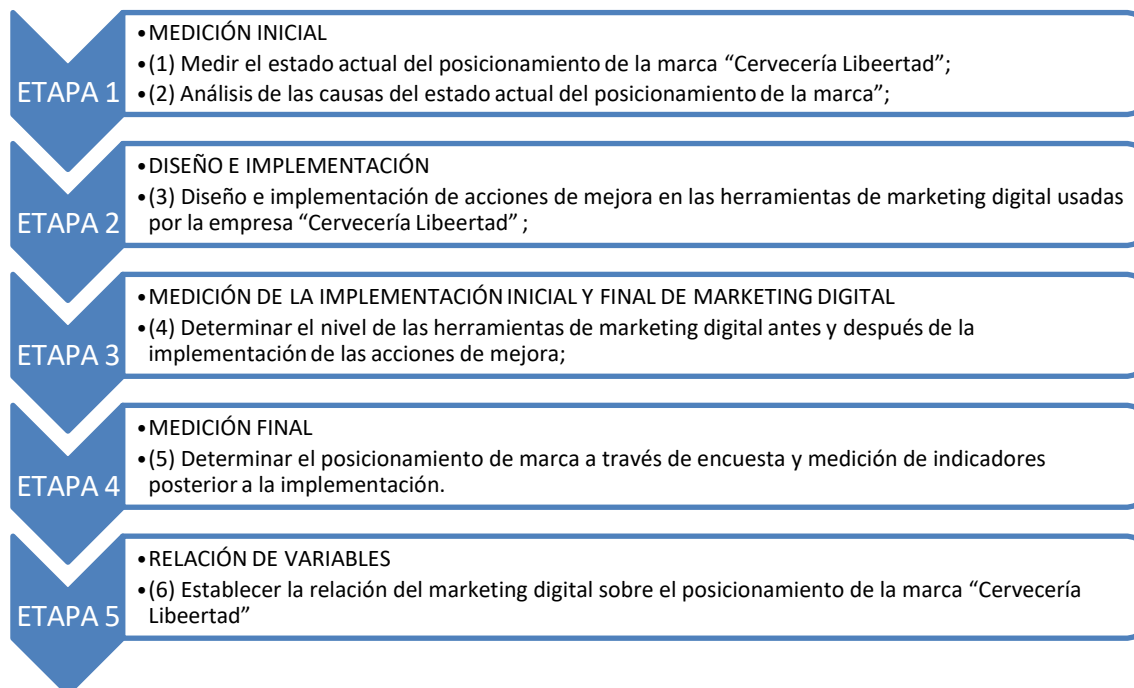 ETAPA 1
•MEDICIÓN INICIAL
•(1) Medir el estado actual del posicionamiento de la marca “Cervecería Libeertad”;
•(2) Análisis de las causas del estado actual del posicionamiento de la marca”;
ETAPA 2
•DISEÑO E IMPLEMENTACIÓN
•(3) Diseño e implementación de acciones de mejora en las herramientas de marketing digital usadas
por la empresa “Cervecería Libeertad” ;
ETAPA 3
•MEDICIÓN DE LA IMPLEMENTACIÓN INICIAL Y FINAL DE MARKETING DIGITAL
•(4) Determinar el nivel de las herramientas de marketing digital antes y después de la
implementación de las acciones de mejora;
ETAPA 4
•MEDICIÓN FINAL
•(5) Determinar el posicionamiento de marca a través de encuesta y medición de indicadores
posterior a la implementación.
ETAPA 5
•RELACIÓN DE VARIABLES
•(6) Establecer la relación del marketing digital sobre el posicionamiento de la marca “Cervecería
Libeertad”